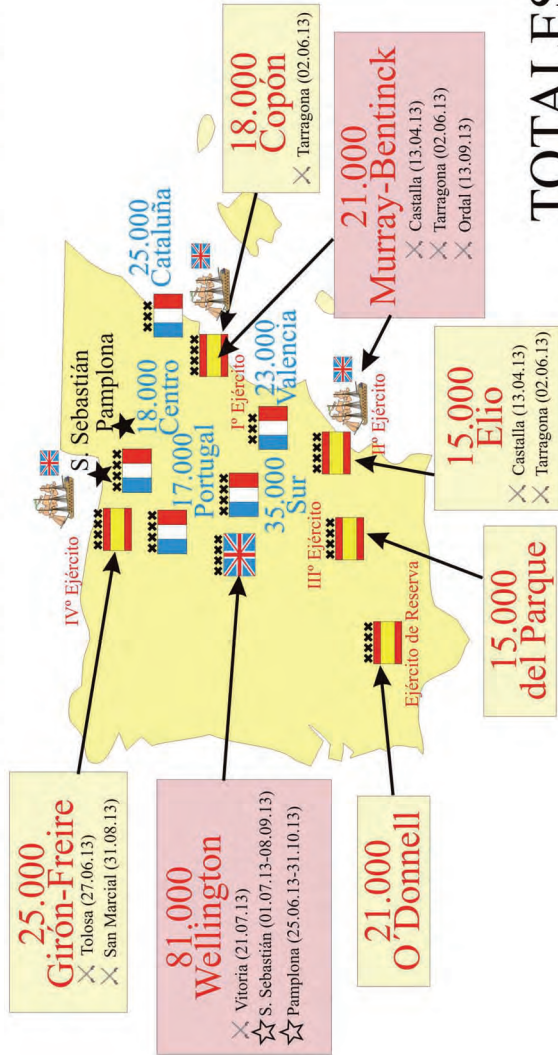 25.000
Girón-Freire
Tolosa (27.06.13)
San Marcial (31.08.13)
81.000
Wellington
Vitoria (21.07.13)
S. Sebastián (01.07.13-08.09.13)
Pamplona (25.06.13-31.10.13)
21.000
O´Donnell
IVº Ejército
S. Sebastián
Pamplona
18.000
Centro
17.000
Portugal
35.000
Sur
25.000
Cataluña
Iº Ejército
23.000
Valencia
IIº Ejército
IIIº Ejército
Ejército de Reserva
18.000
Copón
Tarragona (02.06.13)
21.000
Murray-Bentinck
Castalla (13.04.13)
Tarragona (02.06.13)
Ordal (13.09.13)
15.000
Elio
Castalla (13.04.13)
Tarragona (02.06.13)
15.000
del Parque
TOTALES